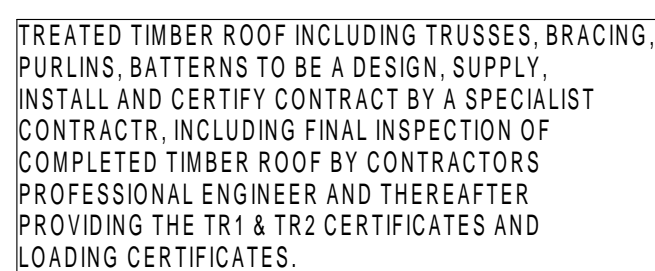 TREATED TIMBER ROOF INCLUDING TRUSSES, BRACING,
PURLINS, BATTERNS TO BE A DESIGN, SUPPLY,
INSTALL AND CERTIFY CONTRACT BY A SPECIALIST
CONTRACTR, INCLUDING FINAL INSPECTION OF
COMPLETED TIMBER ROOF BY CONTRACTORS
PROFESSIONAL ENGINEER AND THEREAFTER
PROVIDING THE TR1 & TR2 CERTIFICATES AND
LOADING CERTIFICATES.